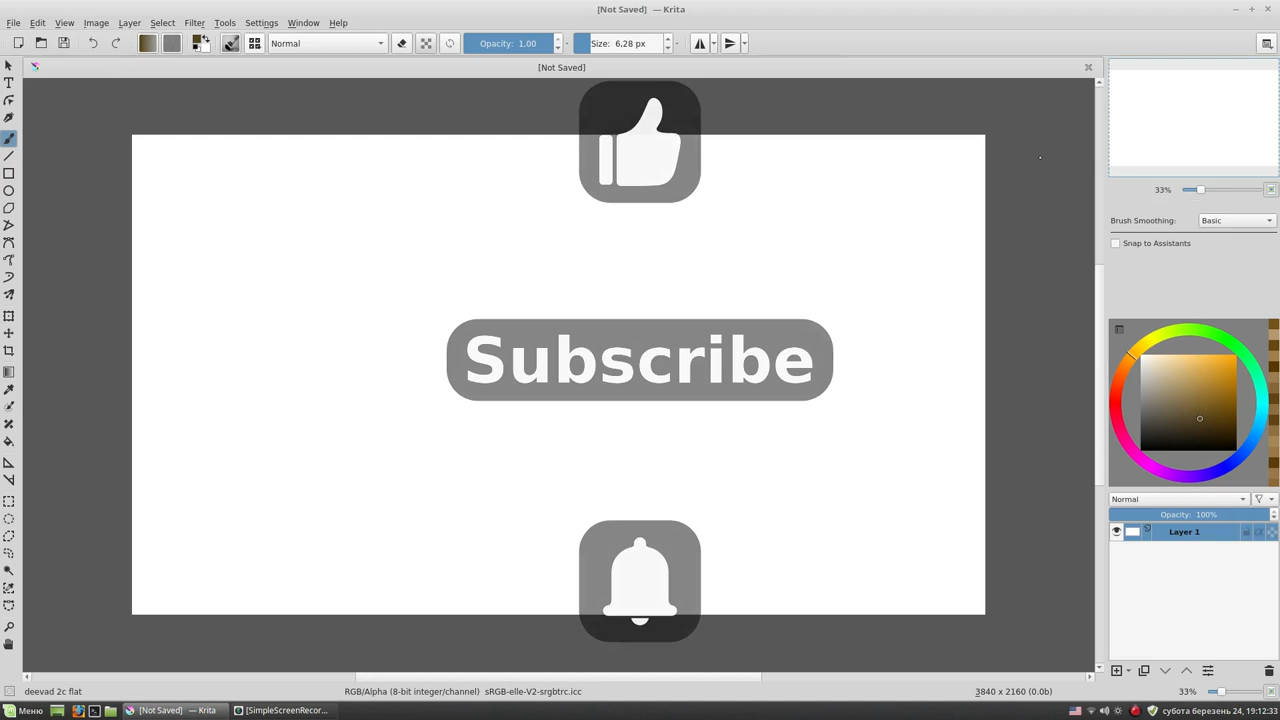 [Not Saved] — Krita
File Edit View Image Layer Select Filter Tools Settings Window Help
Normal Opacity: 1,00 Size: 6,28 px
[Not Saved]
33%
Brush Smoothing: Basic
Snap to Assistants
Subscribe
Normal
Opacity: 100%
Layer 1
deevad 2c flat RGB/Alpha (8-bit integer/channel) sRGB-elle-V2-srgbtrc.icc 3840 x 2160 (0.0b) 33%
Меню [Not Saved] — Krita [SimpleScreenRecor... субота березень 24, 19:12:33